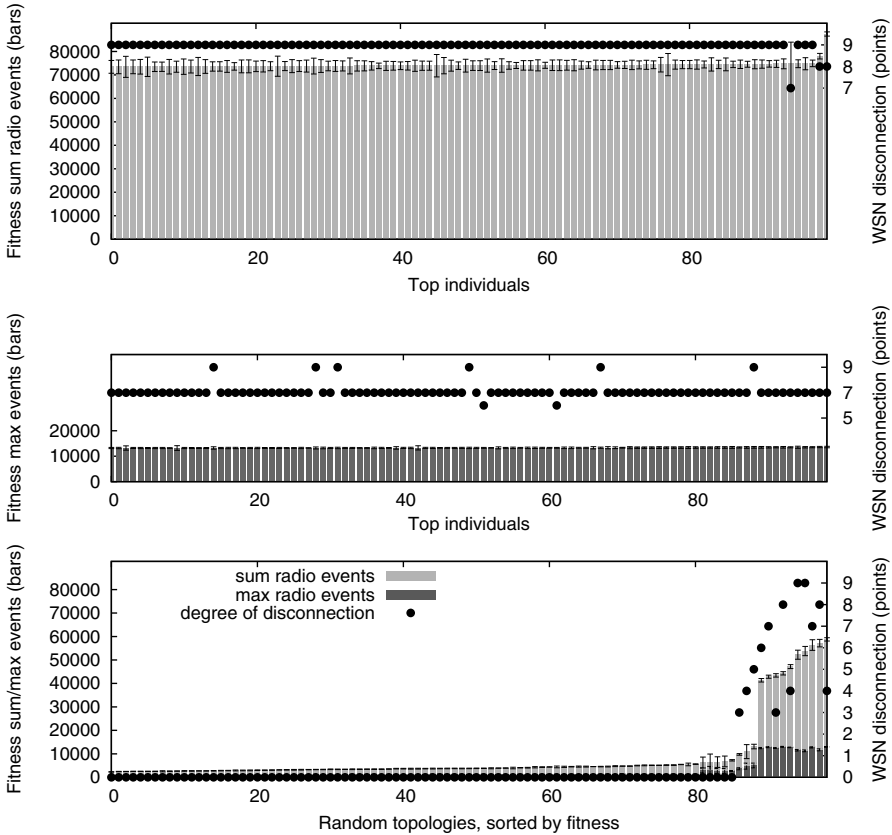 Fitness sum radio events (bars)
80000
70000
60000
50000
40000
30000
20000
10000
0
9
8
7
WSN disconnection (points)
0 20 40 60 80
Top individuals
Fitness max events (bars)
20000
10000
0
9
7
5
WSN disconnection (points)
0 20 40 60 80
Top individuals
Fitness sum/max events (bars)
80000
70000
60000
50000
40000
30000
20000
10000
0
sum radio events
max radio events
degree of disconnection
9
8
7
6
5
4
3
2
1
0
WSN disconnection (points)
0 20 40 60 80
Random topologies, sorted by fitness